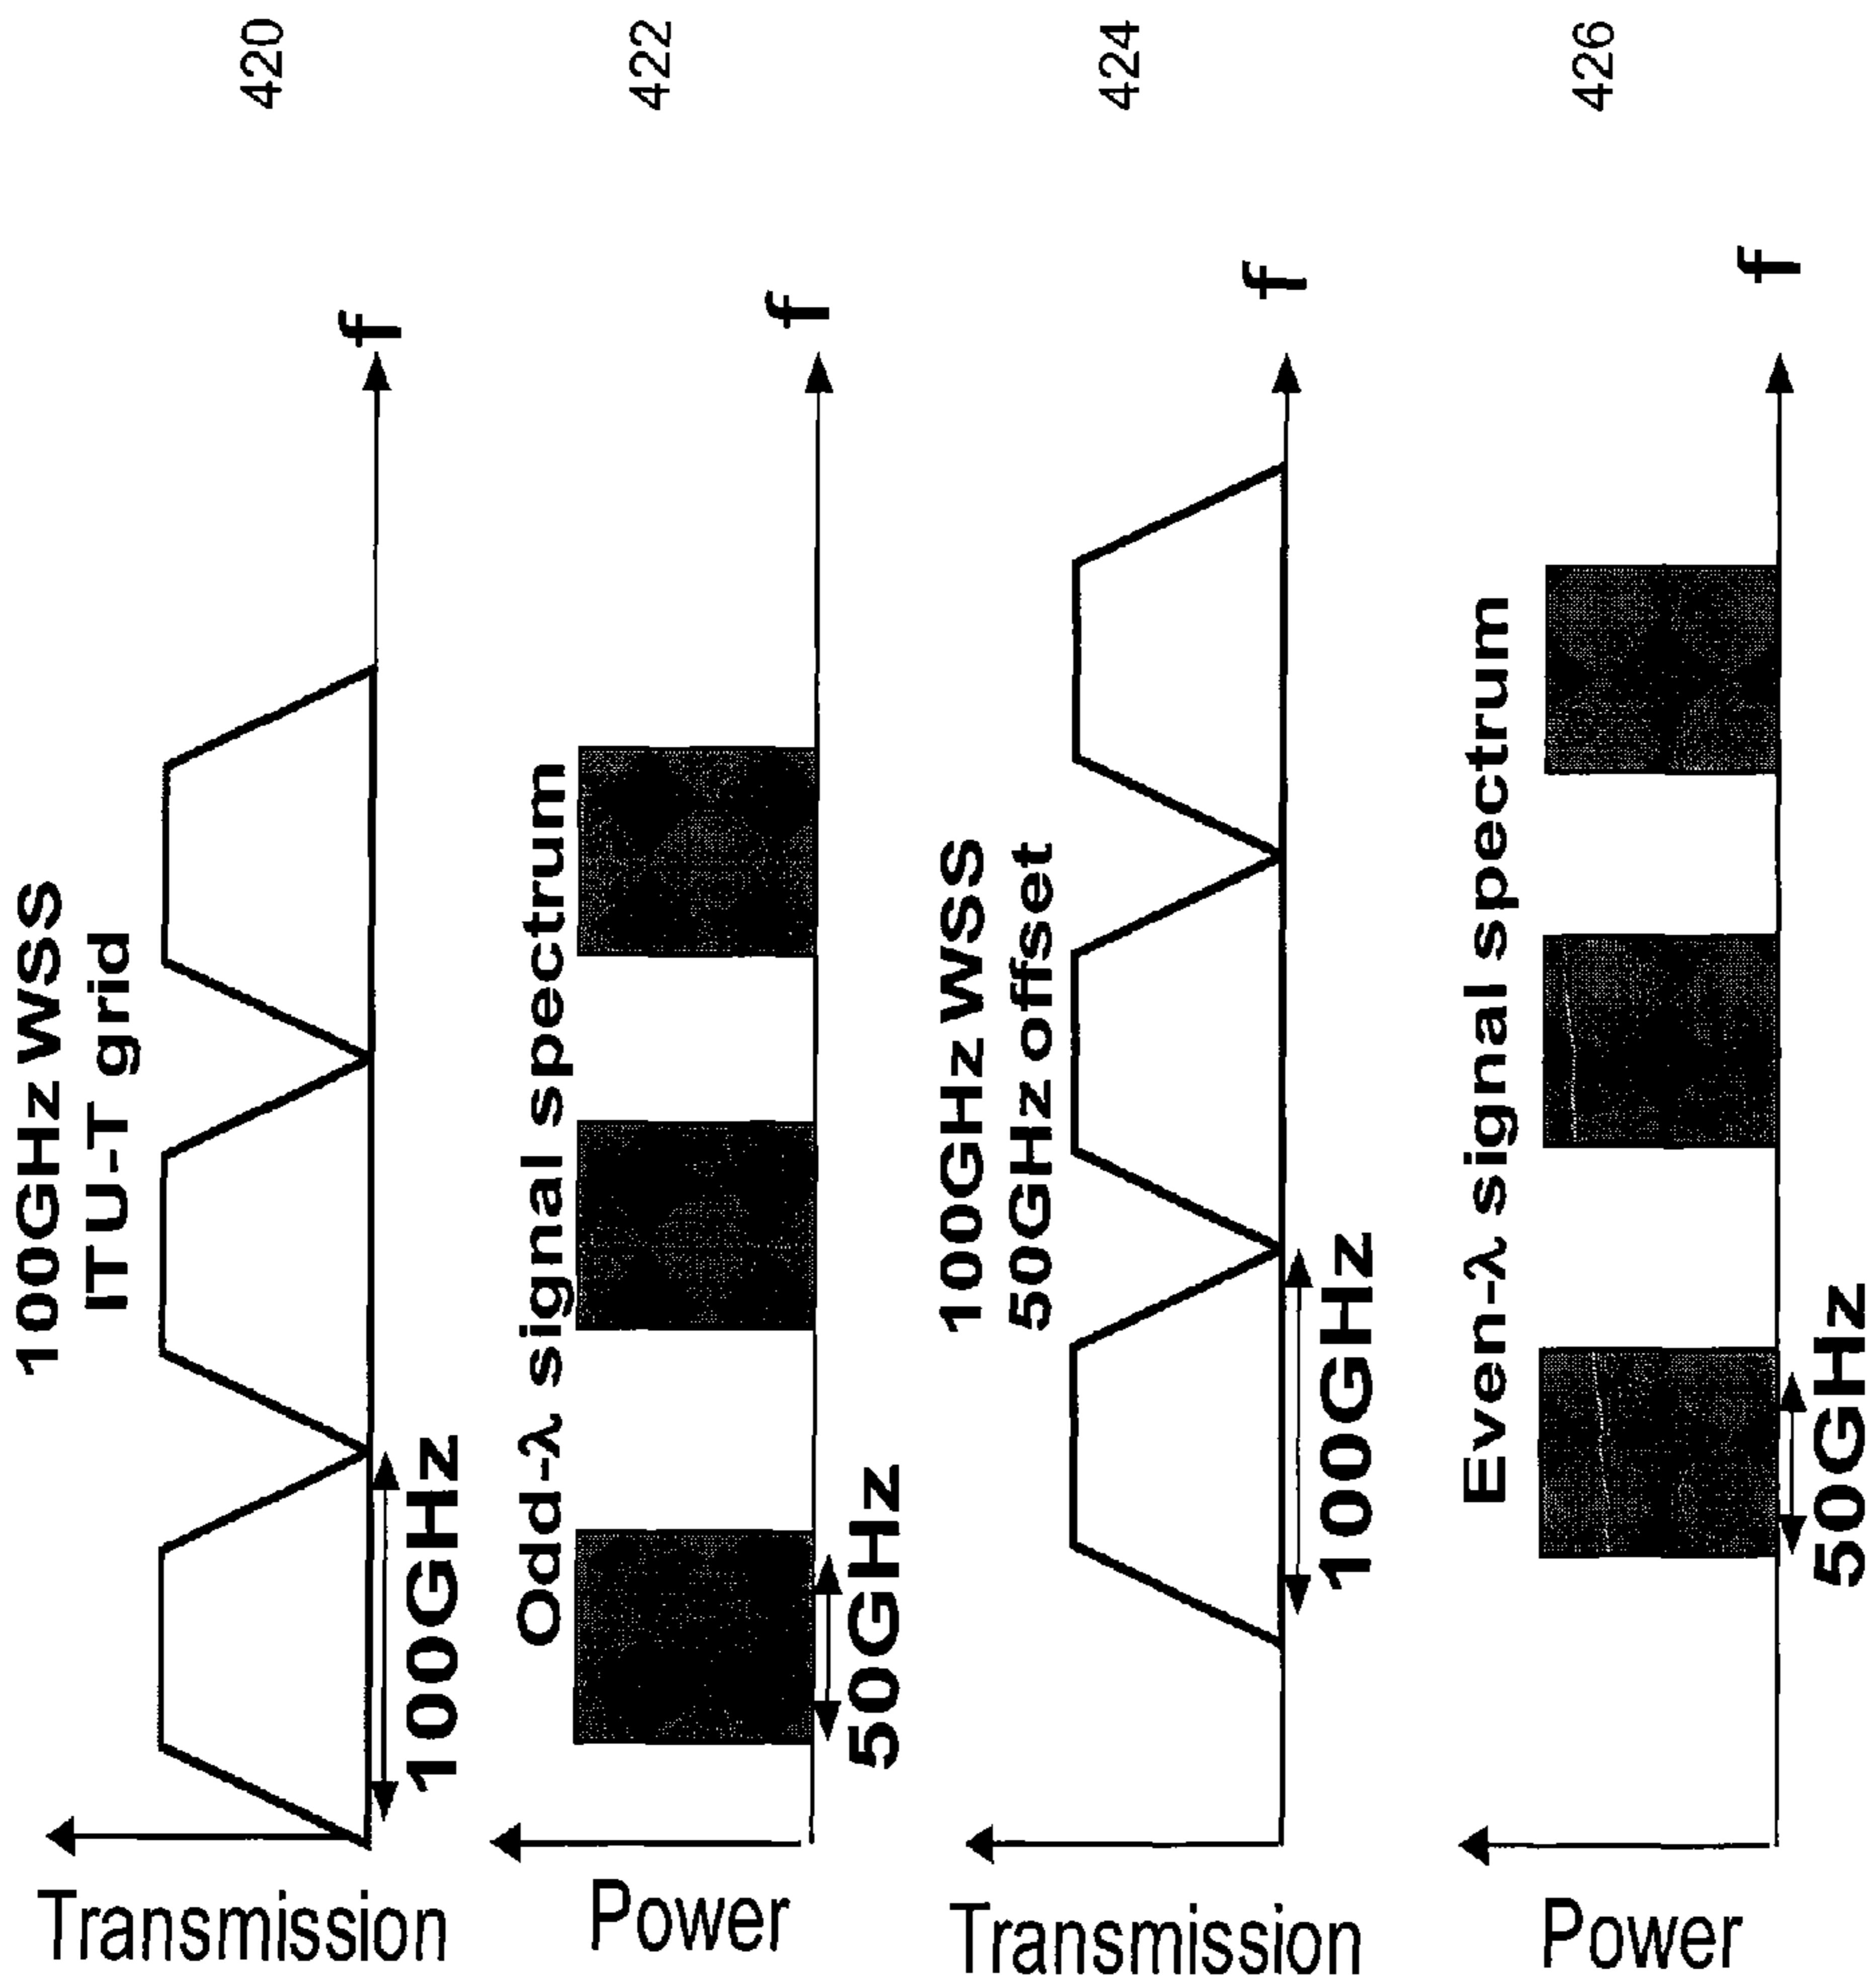 100GHz WSS
ITU-T grid
Transmission
f
420
100GHz
Odd-λ signal spectrum
Power
f
422
50GHz
100GHz WSS
50GHz offset
Transmission
f
424
100GHz
Even-λ signal spectrum
Power
f
426
50GHz